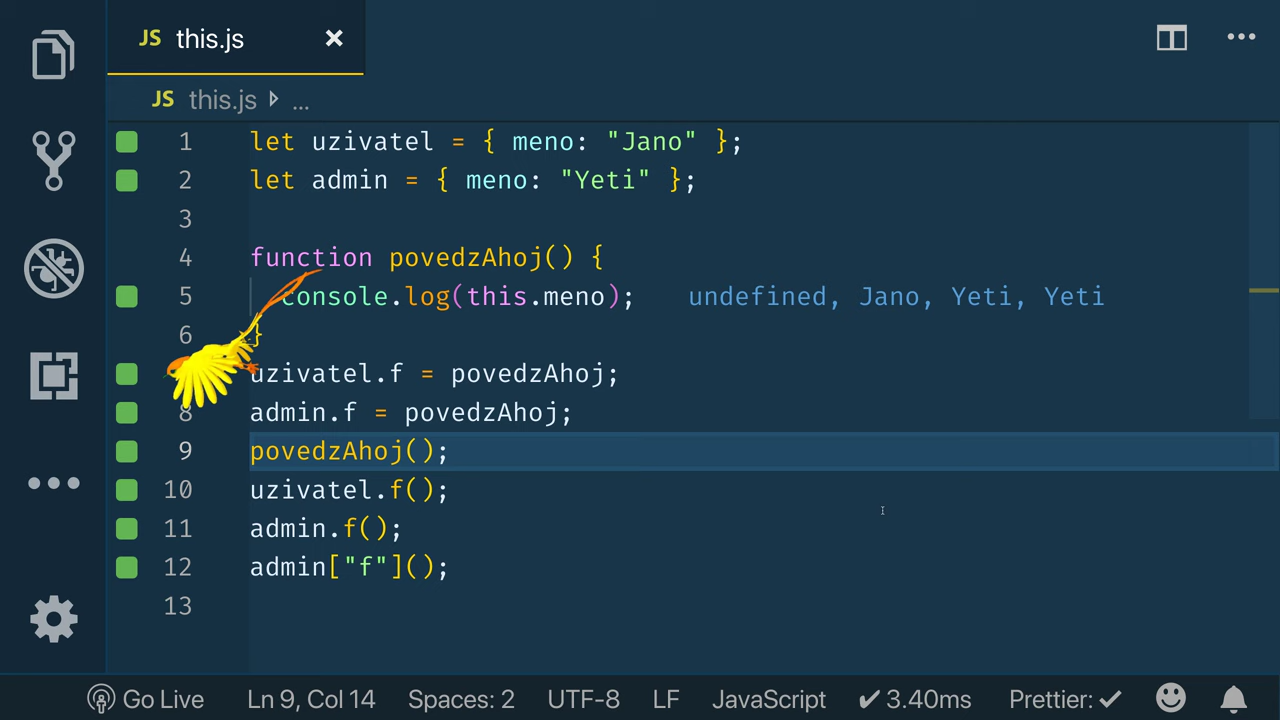 JS this.js
JS this.js ...
1 let uzivatel = { meno: "Jano" };
2 let admin = { meno: "Yeti" };
3
4 function povedzAhoj() {
5 console.log(this.meno); undefined, Jano, Yeti, Yeti
6 }
uzivatel.f = povedzAhoj;
8 admin.f = povedzAhoj;
9 povedzAhoj();
10 uzivatel.f();
11 admin.f();
12 admin["f"]();
13
Go Live Ln 9, Col 14 Spaces: 2 UTF-8 LF JavaScript ✔ 3.40ms Prettier: ✓